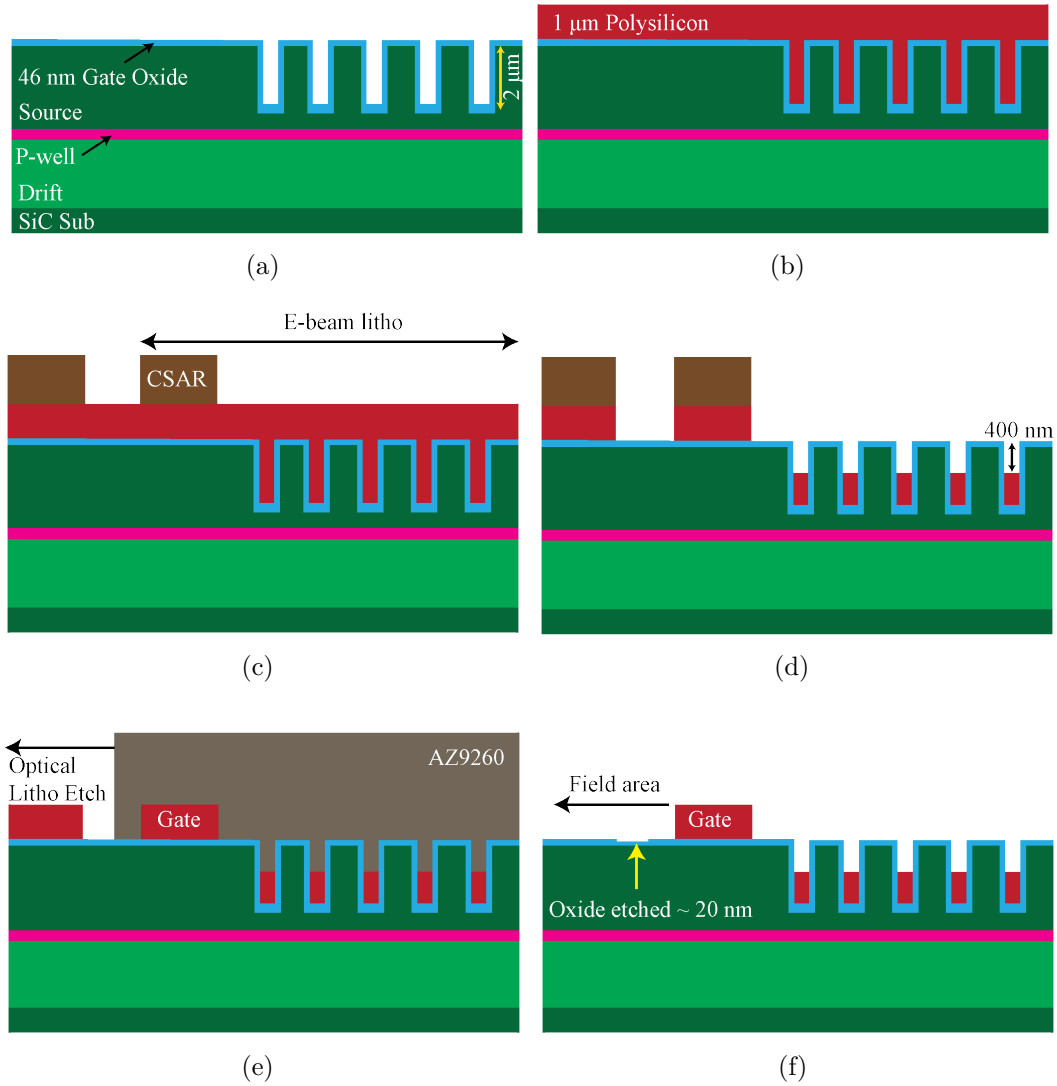 46 nm Gate Oxide
2 μm
Source
P-well
Drift
SiC Sub
(a)
1 μm Polysilicon
(b)
E-beam litho
CSAR
(c)
400 nm
(d)
AZ9260
Optical
Litho Etch
Gate
(e)
Field area
Gate
Oxide etched ~ 20 nm
(f)